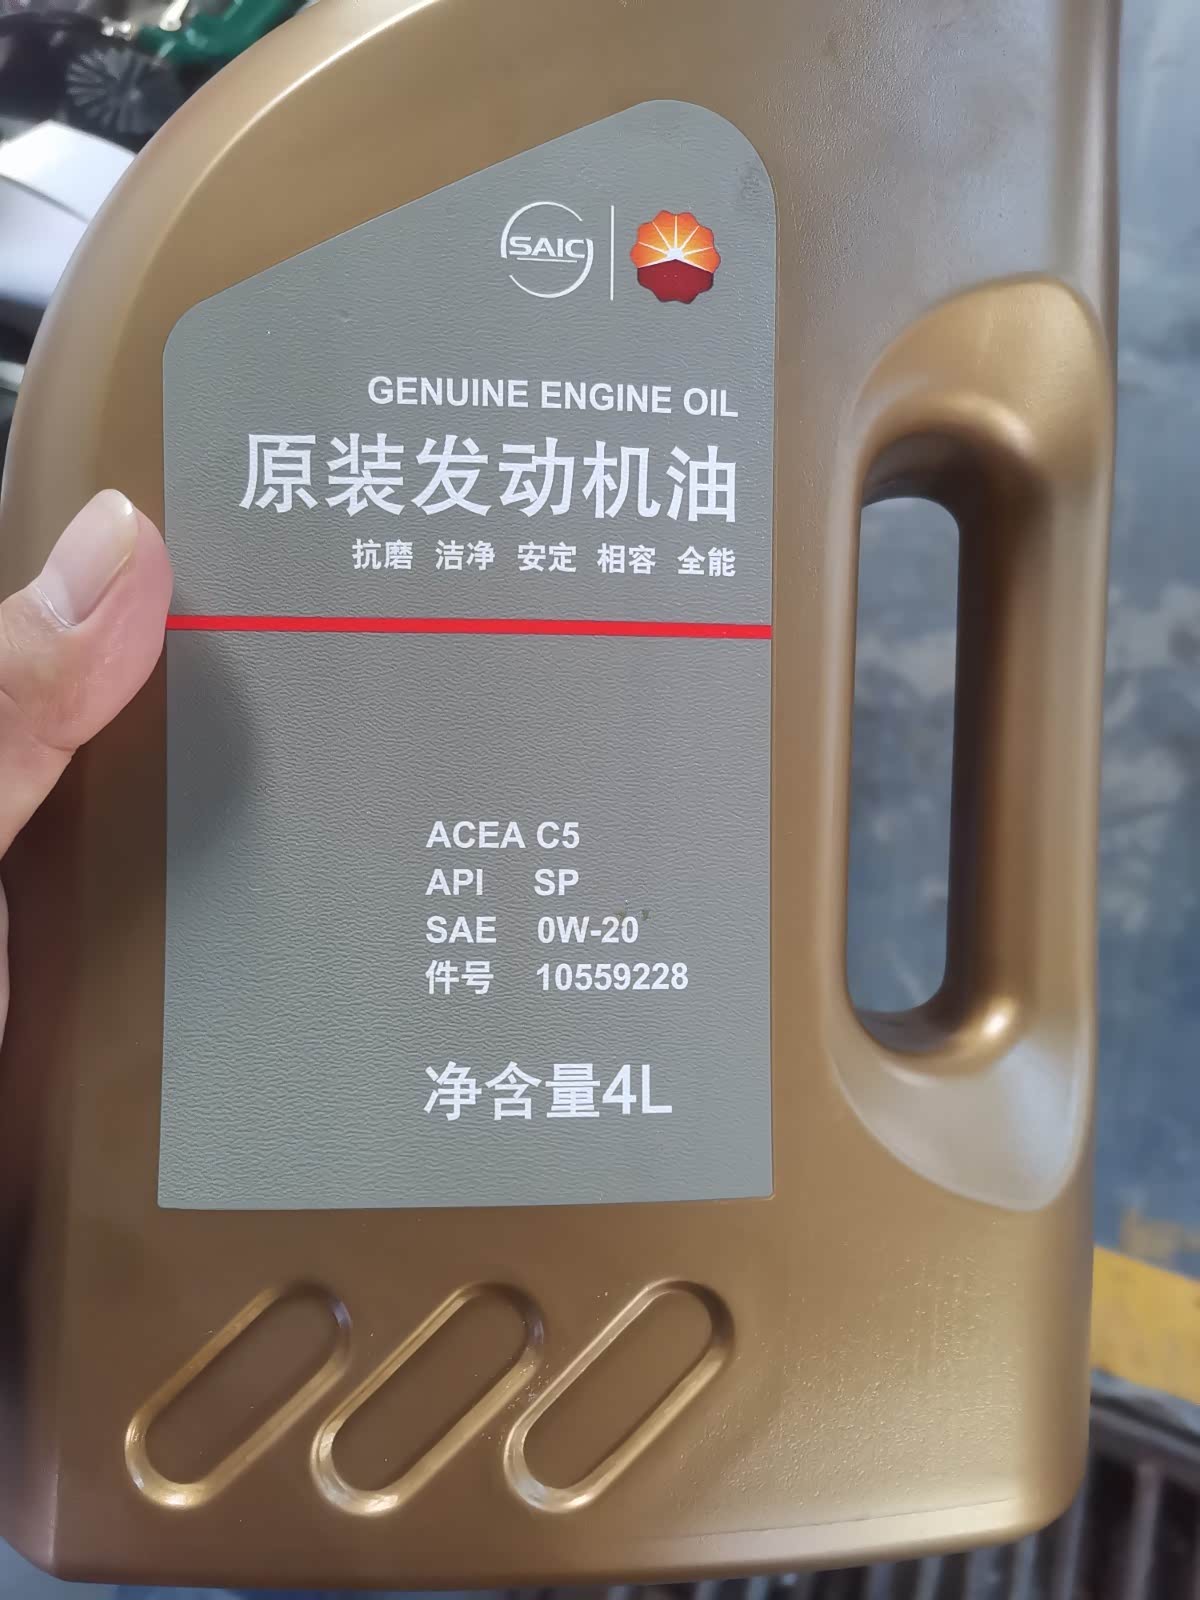 SAIC
GENUINE ENGINE OIL
原装发动机油
抗磨 洁净 安定 相容 全能
ACEA C5
API SP
SAE 0W-20
件号 10559228
净含量4L